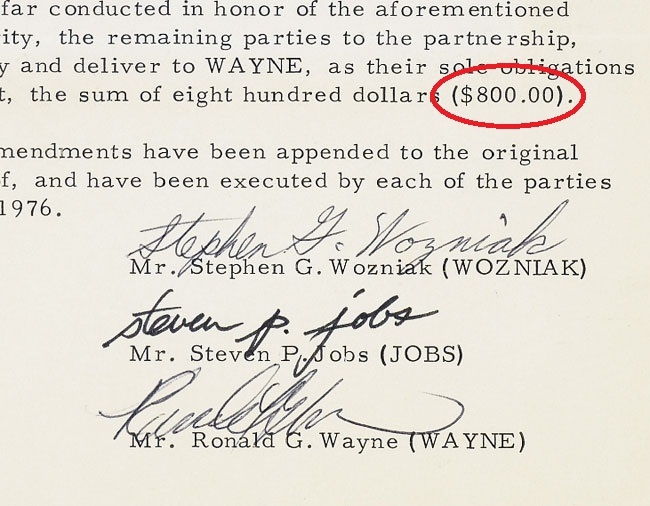 far conducted in honor of the aforementioned
rity, the remaining parties to the partnership,
y and deliver to WAYNE, as their sole obligations
t, the sum of eight hundred dollars ($800.00).
mendments have been appended to the original
f, and have been executed by each of the parties
1976.
Stephen G. Wozniak
Mr. Stephen G. Wozniak (WOZNIAK)
steven p. jobs
Mr. Steven P. Jobs (JOBS)
Mr. Ronald G. Wayne (WAYNE)